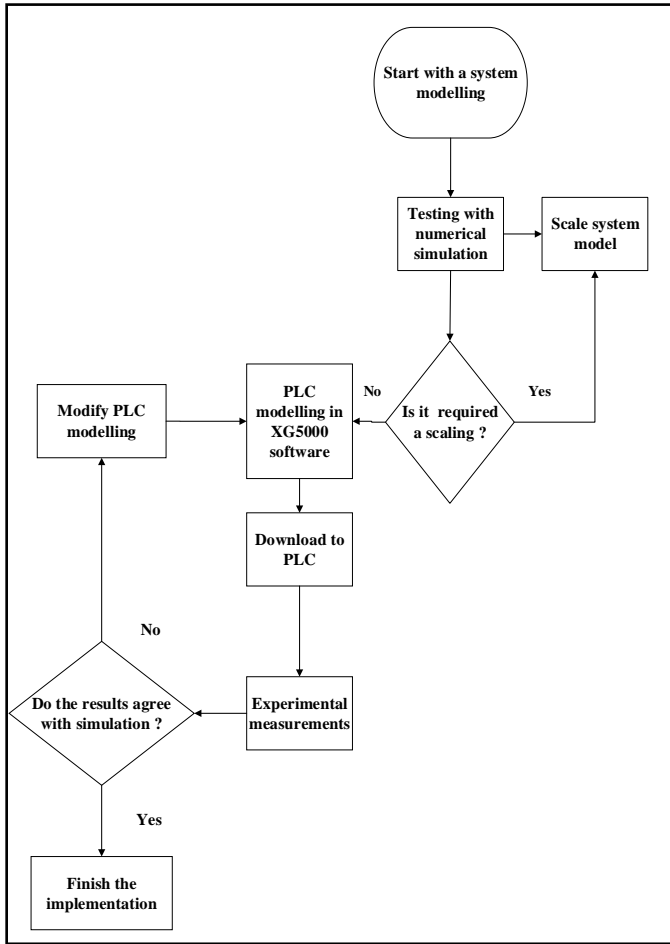 Start with a system
modelling
Testing with
numerical
simulation
Scale system
model
Is it required
a scaling ?
Yes
No
PLC
modelling in
XG5000
software
Modify PLC
modelling
Download to
PLC
Experimental
measurements
Do the results agree
with simulation ?
No
Yes
Finish the
implementation